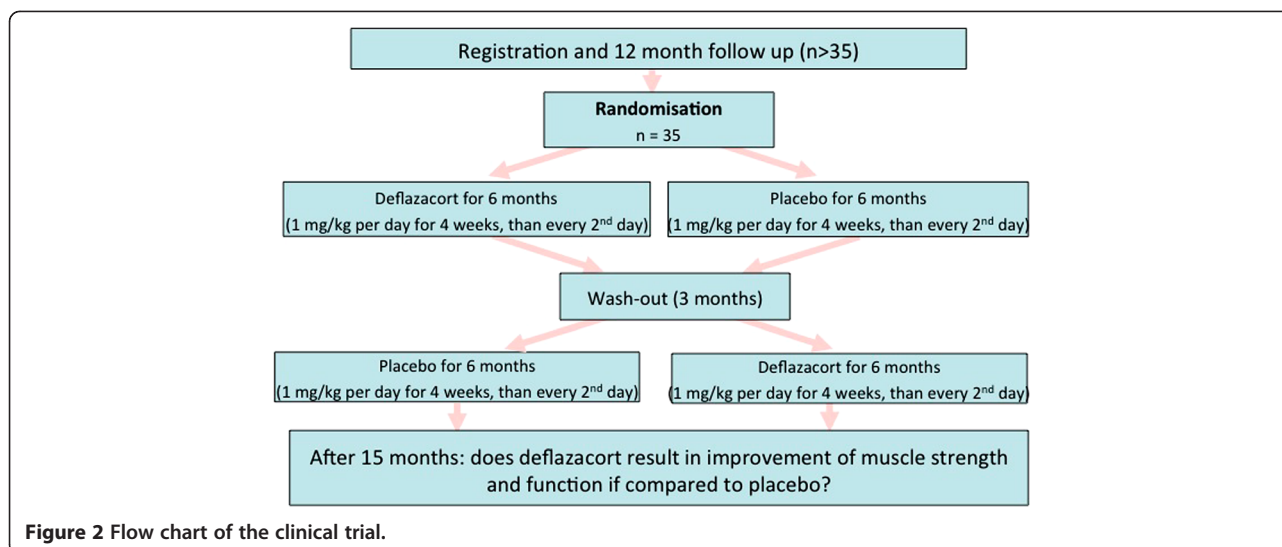 Registration and 12 month follow up (n>35)
Randomisation
n = 35
Deflazacort for 6 months
(1 mg/kg per day for 4 weeks, than every 2nd day)
Placebo for 6 months
(1 mg/kg per day for 4 weeks, than every 2nd day)
Wash-out (3 months)
Placebo for 6 months
(1 mg/kg per day for 4 weeks, than every 2nd day)
Deflazacort for 6 months
(1 mg/kg per day for 4 weeks, than every 2nd day)
After 15 months: does deflazacort result in improvement of muscle strength
and function if compared to placebo?
Figure 2 Flow chart of the clinical trial.